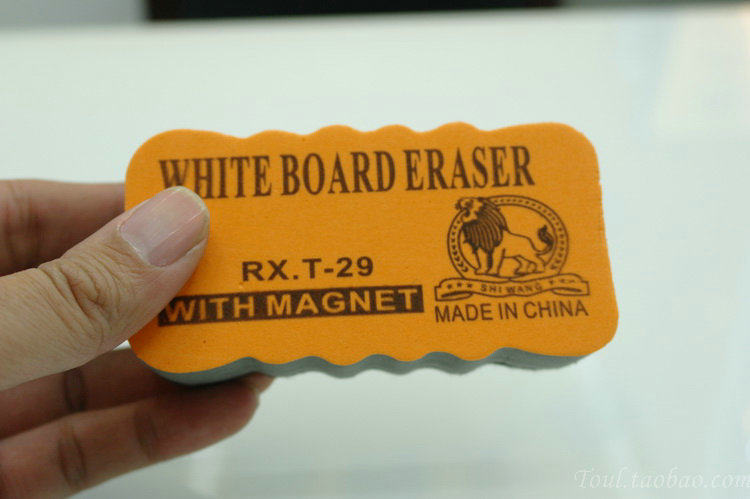 WHITE BOARD ERASER
RX.T-29
WITH MAGNET
SHI WANG
MADE IN CHINA
Toul.taobao.com